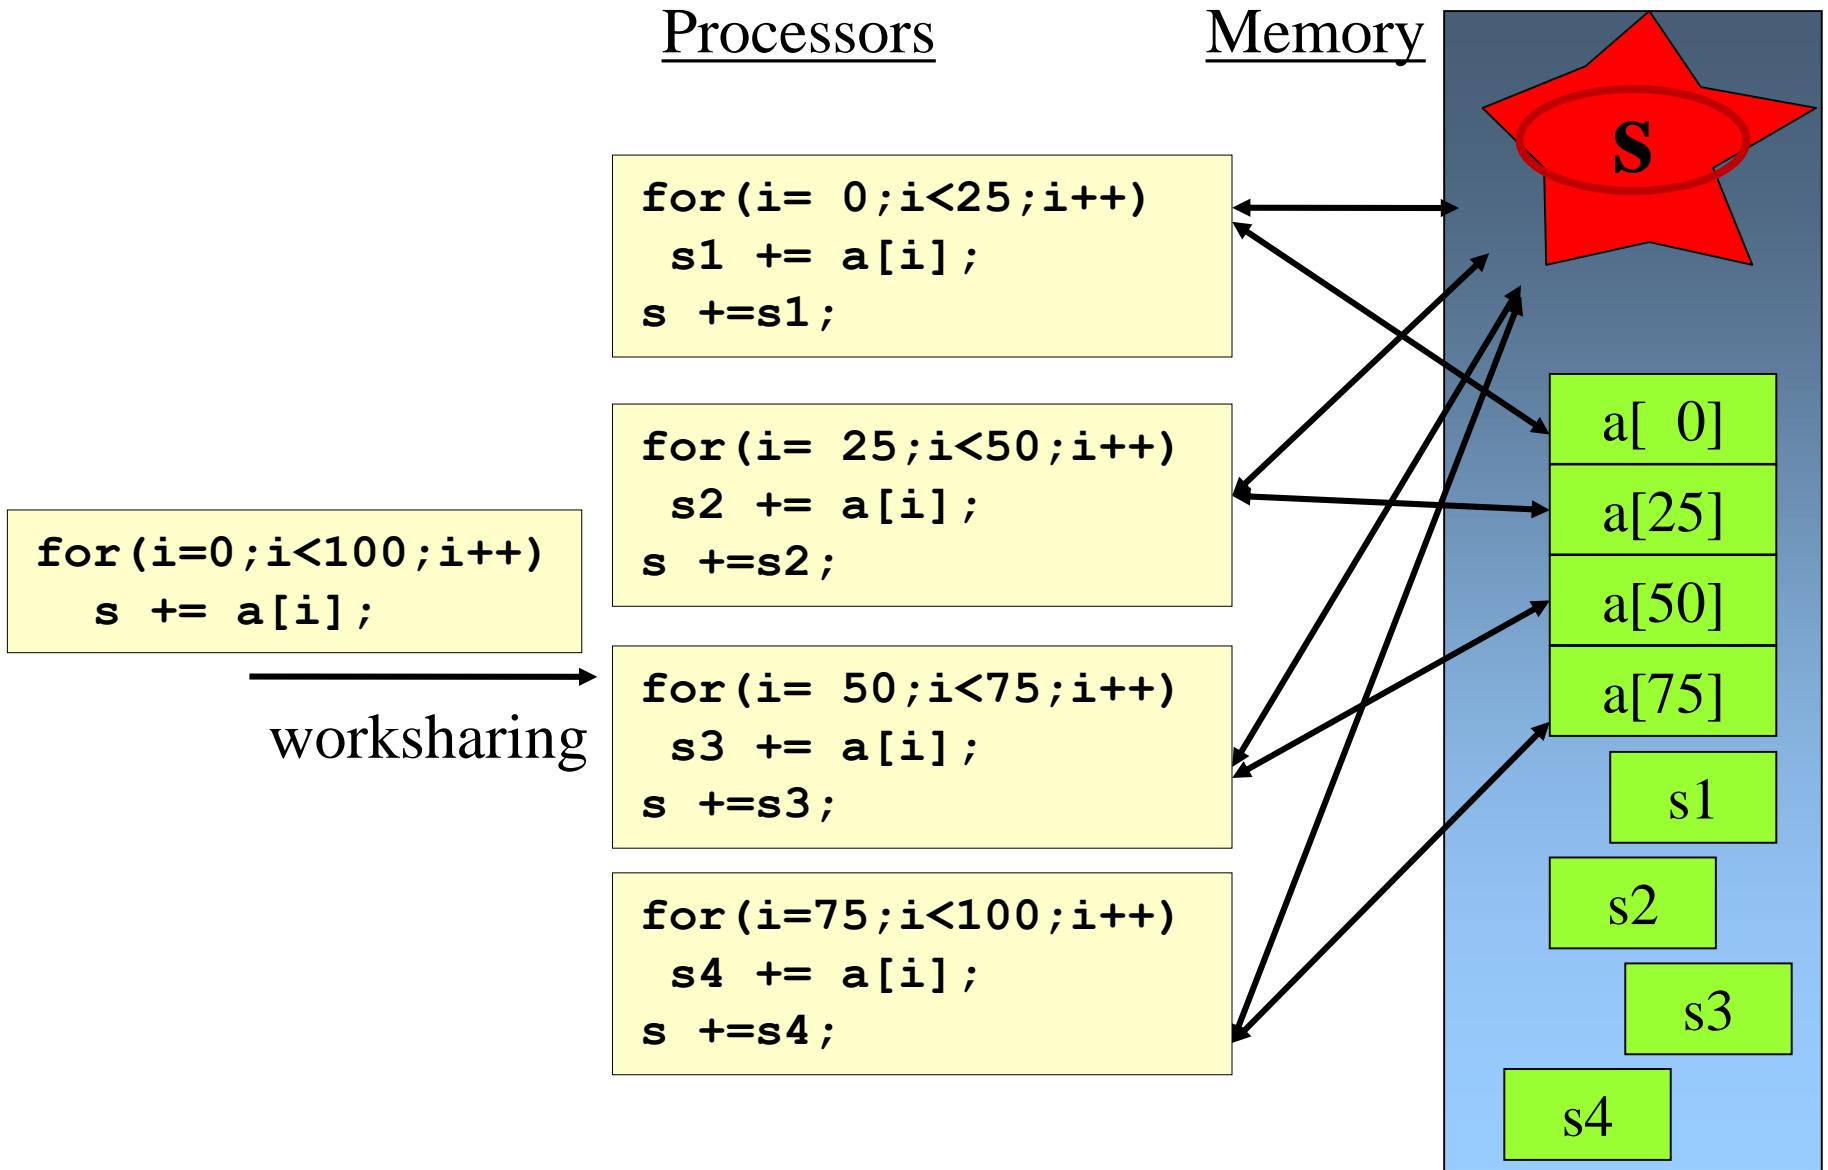 Processors
Memory
s
for(i= 0;i<25;i++)
s1 += a[i];
s +=s1;
for(i= 25;i<50;i++)
s2 += a[i];
s +=s2;
for(i=0;i<100;i++)
s += a[i];
worksharing
for(i= 50;i<75;i++)
s3 += a[i];
s +=s3;
for(i=75;i<100;i++)
s4 += a[i];
s +=s4;
a[ 0]
a[25]
a[50]
a[75]
s1
s2
s3
s4